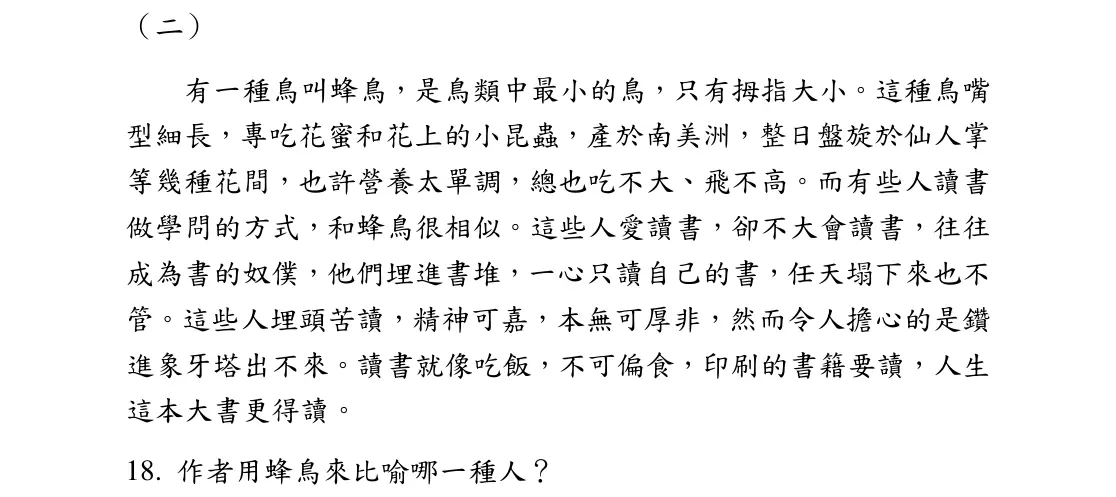 （二）
有一種鳥叫蜂鳥，是鳥類中最小的鳥，只有拇指大小。這種鳥嘴
型細長，專吃花蜜和花上的小昆蟲，產於南美洲，整日盤旋於仙人掌
等幾種花間，也許營養太單調，總也吃不大、飛不高。而有些人讀書
做學問的方式，和蜂鳥很相似。這些人愛讀書，卻不大會讀書，往往
成為書的奴僕，他們埋進書堆，一心只讀自己的書，任天塌下來也不
管。這些人埋頭苦讀，精神可嘉，本無可厚非，然而令人擔心的是鑽
進象牙塔出不來。讀書就像吃飯，不可偏食，印刷的書籍要讀，人生
這本大書更得讀。
18. 作者用蜂鳥來比喻哪一種人？